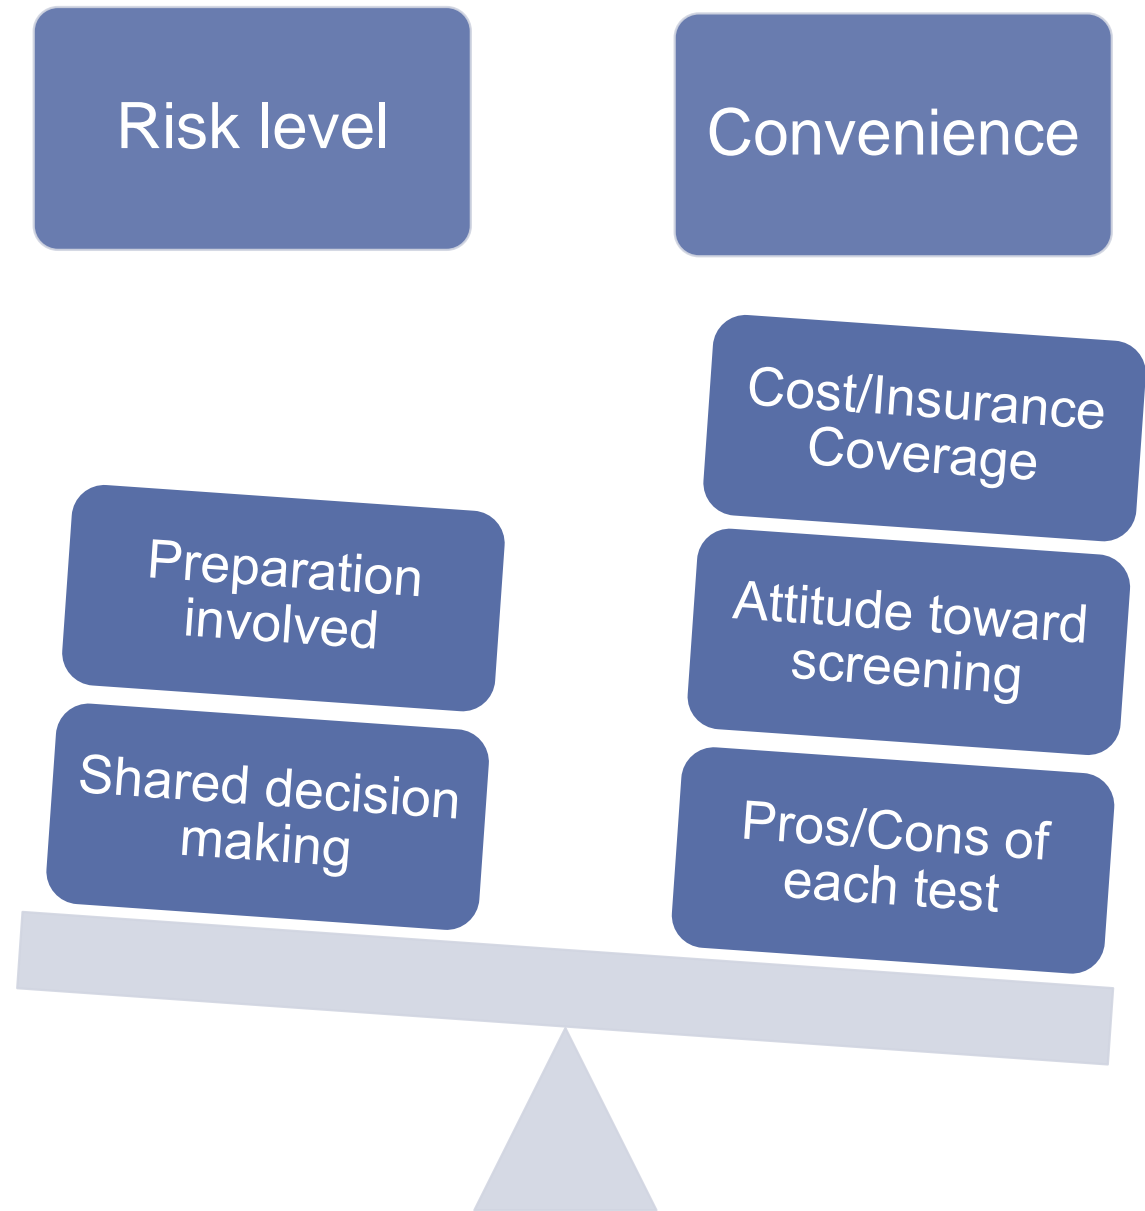 Risk level
Convenience
Cost/Insurance
Coverage
Preparation
involved
Attitude toward
screening
Shared decision
making
Pros/Cons of
each test